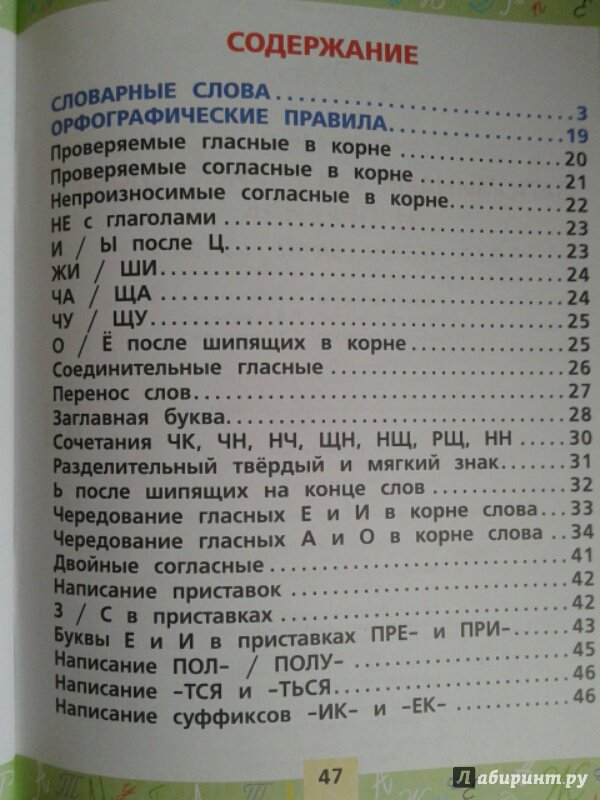 СОДЕРЖАНИЕ
СЛОВАРНЫЕ СЛОВА..............................3
ОРФОГРАФИЧЕСКИЕ ПРАВИЛА..................19
Проверяемые гласные в корне ................20
Проверяемые согласные в корне ..............21
Непроизносимые согласные в корне...........22
НЕ с глаголами ...............................23
И / Ы после Ц.................................23
ЖИ / ШИ......................................24
ЧА / ЩА ......................................24
ЧУ / ЩУ.......................................25
О / Ё после шипящих в корне................25
Соединительные гласные .....................26
Перенос слов..................................27
Заглавная буква...............................28
Сочетания ЧК, ЧН, НЧ, ЩН, НЩ, РЩ, НН .....30
Разделительный твёрдый и мягкий знак.......31
Ь после шипящих на конце слов .............32
Чередование гласных Е и И в корне слова...33
Чередование гласных А и О в корне слова ..34
Двойные согласные ...........................41
Написание приставок .........................42
З / С в приставках ...........................42
Буквы Е и И в приставках ПРЕ– и ПРИ–......43
Написание ПОЛ– / ПОЛУ– .....................45
Написание –ТСЯ и –ТЬСЯ......................46
Написание суффиксов –ИК– и –ЕК– ...........46
47
Лабиринт.ру